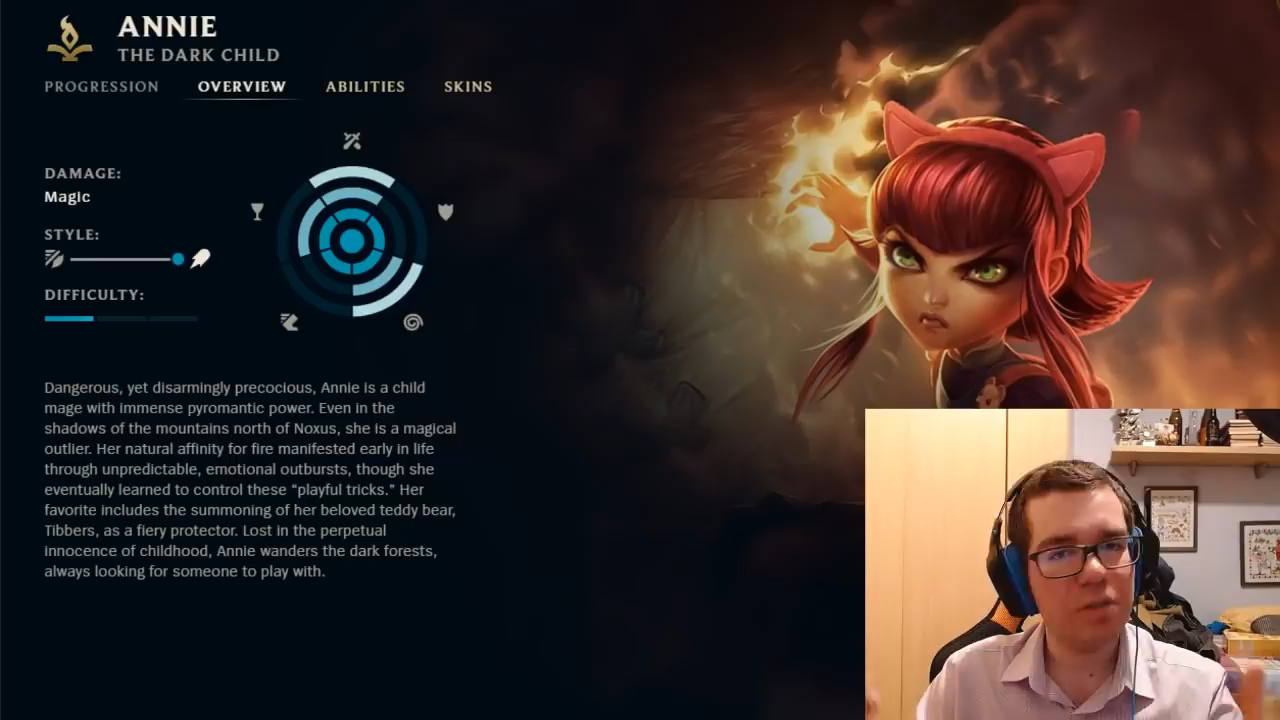 ANNIE
THE DARK CHILD
PROGRESSION OVERVIEW ABILITIES SKINS
DAMAGE:
Magic
STYLE:
DIFFICULTY:
Dangerous, yet disarmingly precocious, Annie is a child
mage with immense pyromantic power. Even in the
shadows of the mountains north of Noxus, she is a magical
outlier. Her natural affinity for fire manifested early in life
through unpredictable, emotional outbursts, though she
eventually learned to control these “playful tricks.” Her
favorite includes the summoning of her beloved teddy bear,
Tibbers, as a fiery protector. Lost in the perpetual
innocence of childhood, Annie wanders the dark forests,
always looking for someone to play with.